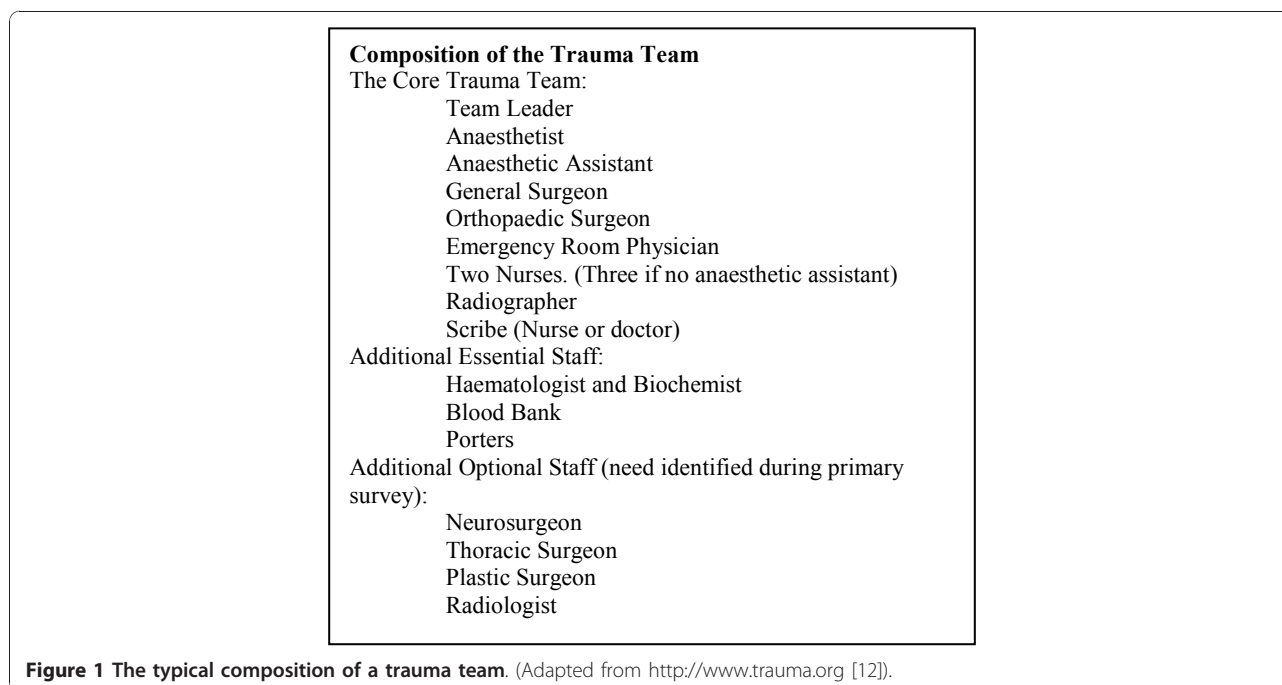 Composition of the Trauma Team
The Core Trauma Team:
Team Leader
Anaesthetist
Anaesthetic Assistant
General Surgeon
Orthopaedic Surgeon
Emergency Room Physician
Two Nurses. (Three if no anaesthetic assistant)
Radiographer
Scribe (Nurse or doctor)
Additional Essential Staff:
Haematologist and Biochemist
Blood Bank
Porters
Additional Optional Staff (need identified during primary
survey):
Neurosurgeon
Thoracic Surgeon
Plastic Surgeon
Radiologist
Figure 1 The typical composition of a trauma team. (Adapted from http://www.trauma.org [12]).